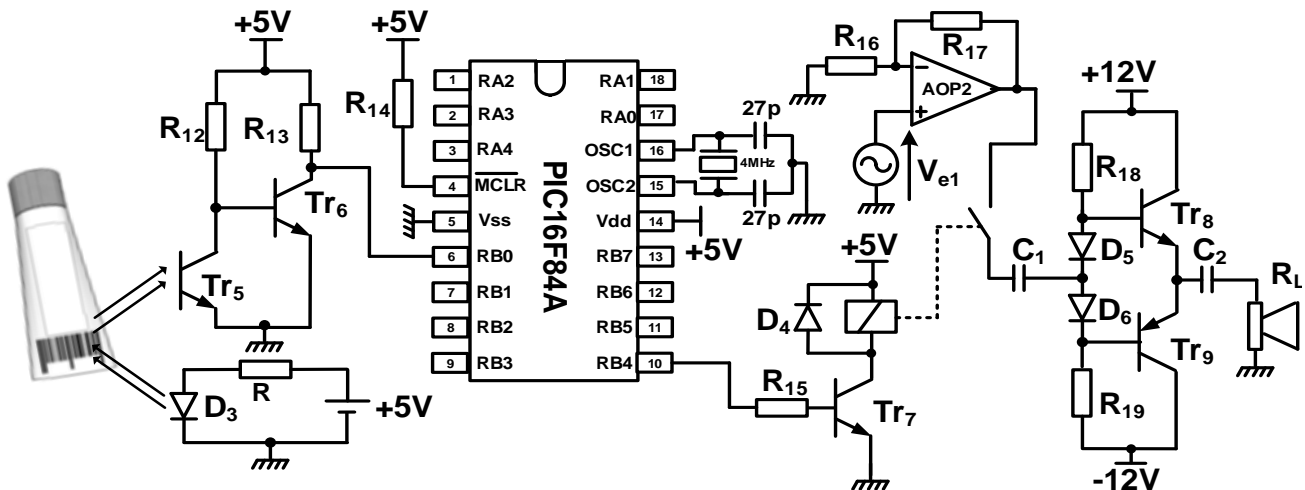 +5V
R12
R13
Tr6
Tr5
+5V
R14
R
D3
+5V
PIC16F84A
1 RA2
2 RA3
3 RA4
4 MCLR
5 Vss
6 RB0
7 RB1
8 RB2
9 RB3
RA1 18
RA0 17
OSC1 16
OSC2 15
Vdd 14
RB7 13
RB6 12
RB5 11
RB4 10
27p
4MHz
27p
+5V
R16
R17
AOP2
Ve1
+5V
D4
R15
Tr7
C1
+12V
R18
Tr8
D5
C2
RL
D6
Tr9
R19
-12V